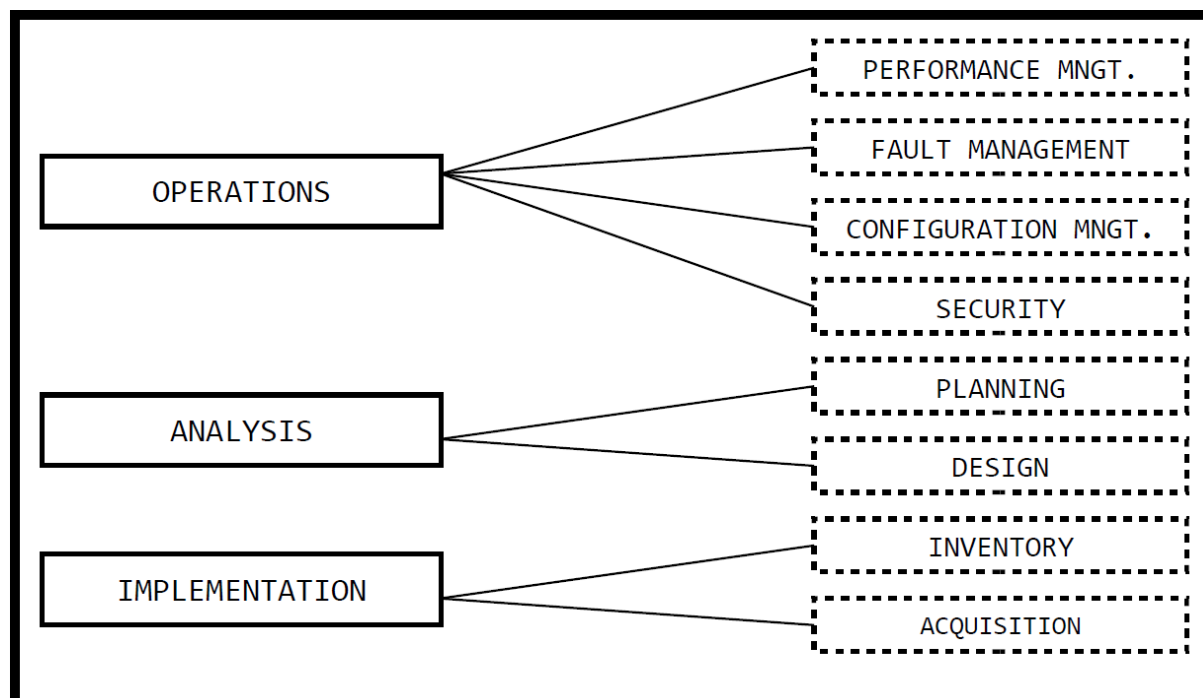 PERFORMANCE MNGT.
FAULT MANAGEMENT
OPERATIONS
CONFIGURATION MNGT.
SECURITY
PLANNING
ANALYSIS
DESIGN
INVENTORY
IMPLEMENTATION
ACQUISITION